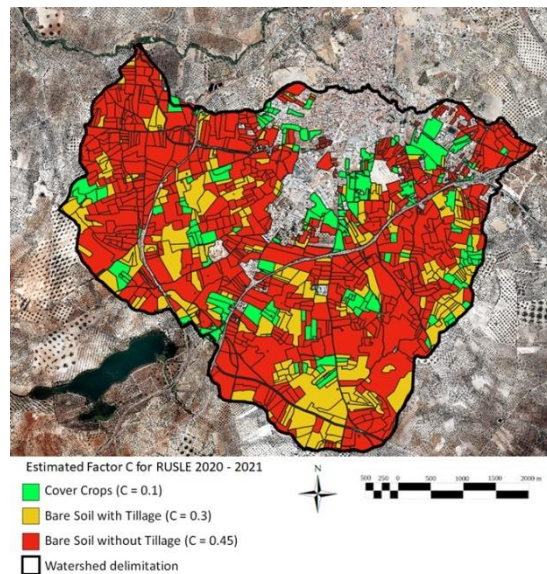 Estimated Factor C for RUSLE 2020 - 2021
Cover Crops (C = 0.1)
Bare Soil with Tillage (C = 0.3)
Bare Soil without Tillage (C = 0.45)
Watershed delimitation
N
500 250 0 500 1000 1500 2000 m